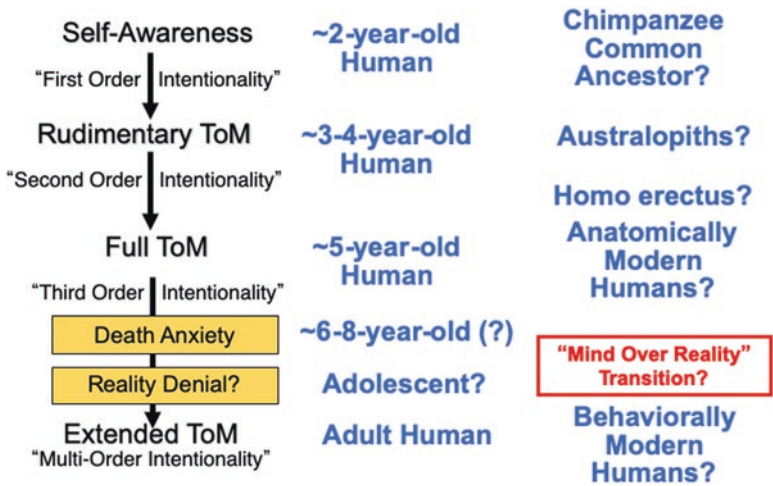 Self-Awareness
~2-year-old
Human
Chimpanzee
Common
Ancestor?
“First Order Intentionality”
Rudimentary ToM
~3-4-year-old
Human
Australopiths?
“Second Order Intentionality”
Homo erectus?
Full ToM
~5-year-old
Human
Anatomically
Modern
Humans?
“Third Order Intentionality”
Death Anxiety
~6-8-year-old (?)
“Mind Over Reality”
Transition?
Reality Denial?
Adolescent?
Extended ToM
“Multi-Order Intentionality”
Adult Human
Behaviorally
Modern
Humans?